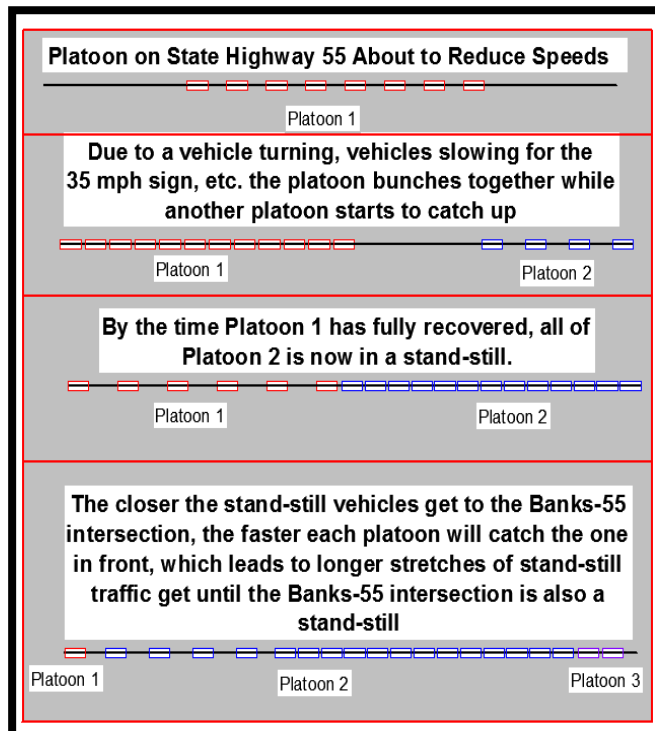 Platoon on State Highway 55 About to Reduce Speeds
Platoon 1
Due to a vehicle turning, vehicles slowing for the
35 mph sign, etc. the platoon bunches together while
another platoon starts to catch up
Platoon 1
Platoon 2
By the time Platoon 1 has fully recovered, all of
Platoon 2 is now in a stand-still.
Platoon 1
Platoon 2
The closer the stand-still vehicles get to the Banks-55
intersection, the faster each platoon will catch the one
in front, which leads to longer stretches of stand-still
traffic get until the Banks-55 intersection is also a
stand-still
Platoon 1
Platoon 2
Platoon 3